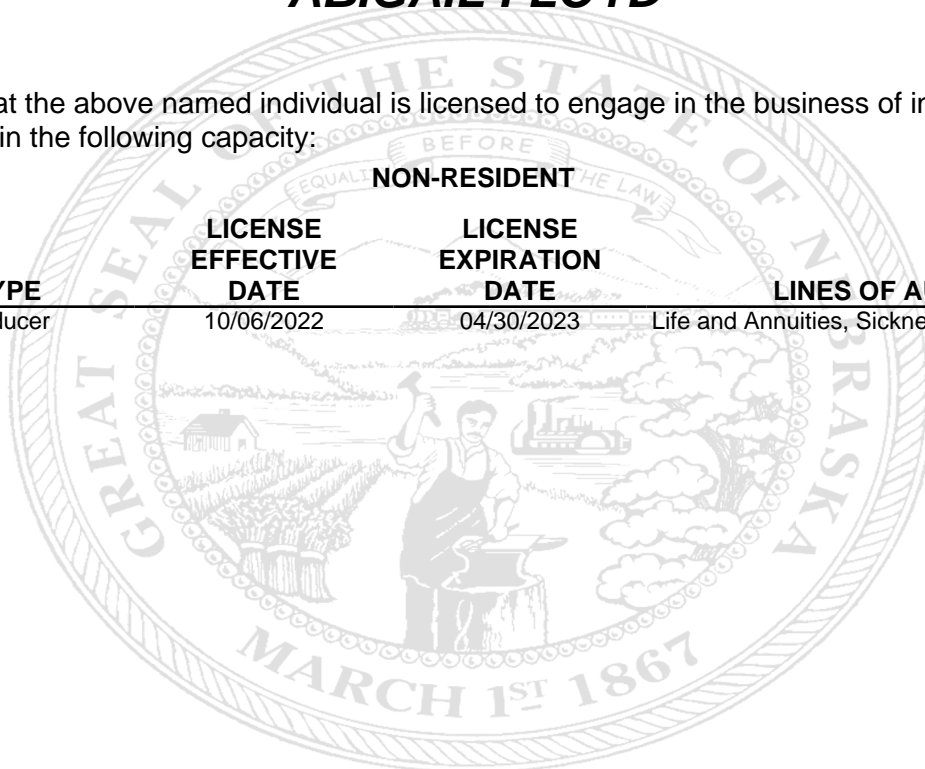 ABIGAIL FLOYD
at the above named individual is licensed to engage in the business of in
in the following capacity:
NON-RESIDENT
LICENSE EFFECTIVE DATE
LICENSE EXPIRATION DATE
YPE
LINES OF AU
ducer 10/06/2022 04/30/2023 Life and Annuities, Sickne
GREAT SEAL OF THE STATE OF NEBRASKA
EQUALITY BEFORE THE LAW
MARCH 1ST 1867